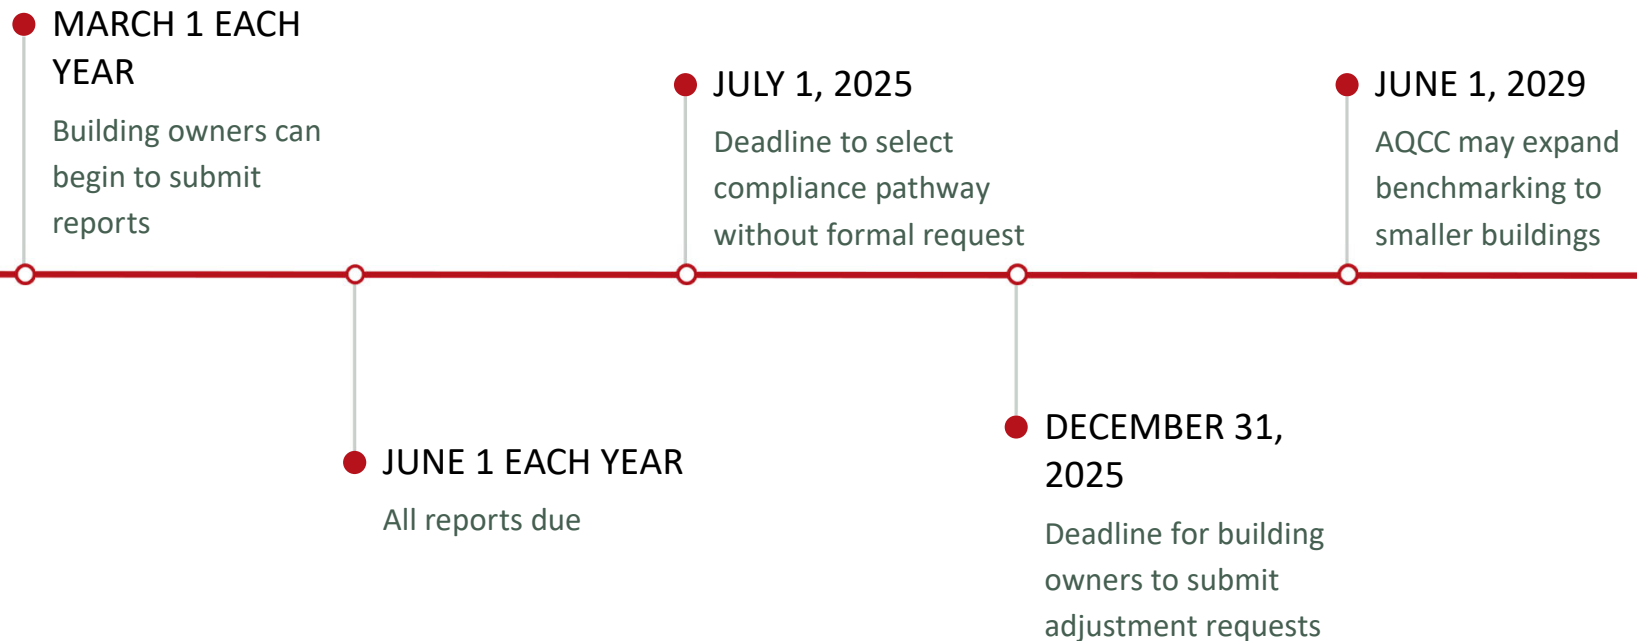 MARCH 1 EACH
YEAR
Building owners can
begin to submit
reports
JUNE 1 EACH YEAR
All reports due
JULY 1, 2025
Deadline to select
compliance pathway
without formal request
DECEMBER 31,
2025
Deadline for building
owners to submit
adjustment requests
JUNE 1, 2029
AQCC may expand
benchmarking to
smaller buildings